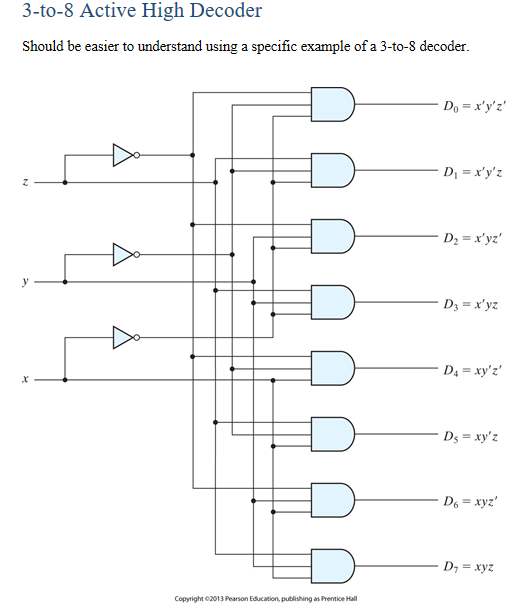 3-to-8 Active High Decoder
Should be easier to understand using a specific example of a 3-to-8 decoder.
D₀ = x'y'z'
z
D₁ = x'y'z
D₂ = x'yz'
y
D₃ = x'yz
D₄ = xy'z'
x
D₅ = xy'z
D₆ = xyz'
D₇ = xyz
Copyright ©2013 Pearson Education, publishing as Prentice Hall